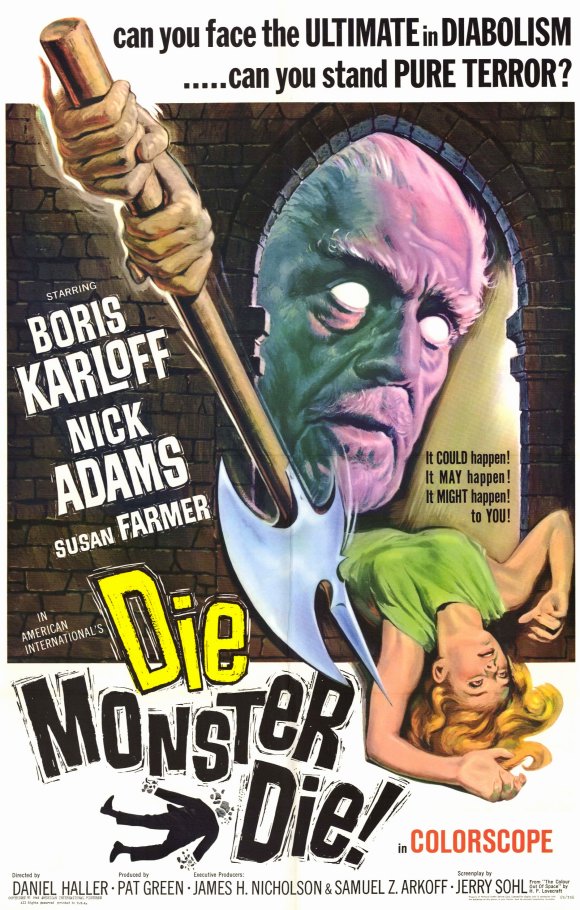 can you face the ULTIMATE in DIABOLISM
.....can you stand PURE TERROR?
STARRING
BORIS
KARLOFF
NICK
ADAMS
SUSAN FARMER
It COULD happen!
It MAY happen!
It MIGHT happen!
to YOU!
IN
AMERICAN
INTERNATIONAL'S
Die
MONSTER
Die!
in COLORSCOPE
Directed by
DANIEL HALLER
Produced by
PAT GREEN
Executive Producers:
JAMES H. NICHOLSON & SAMUEL Z. ARKOFF
Screenplay by
JERRY SOHL
From "The Colour
Out Of Space" by
H. P. Lovecraft